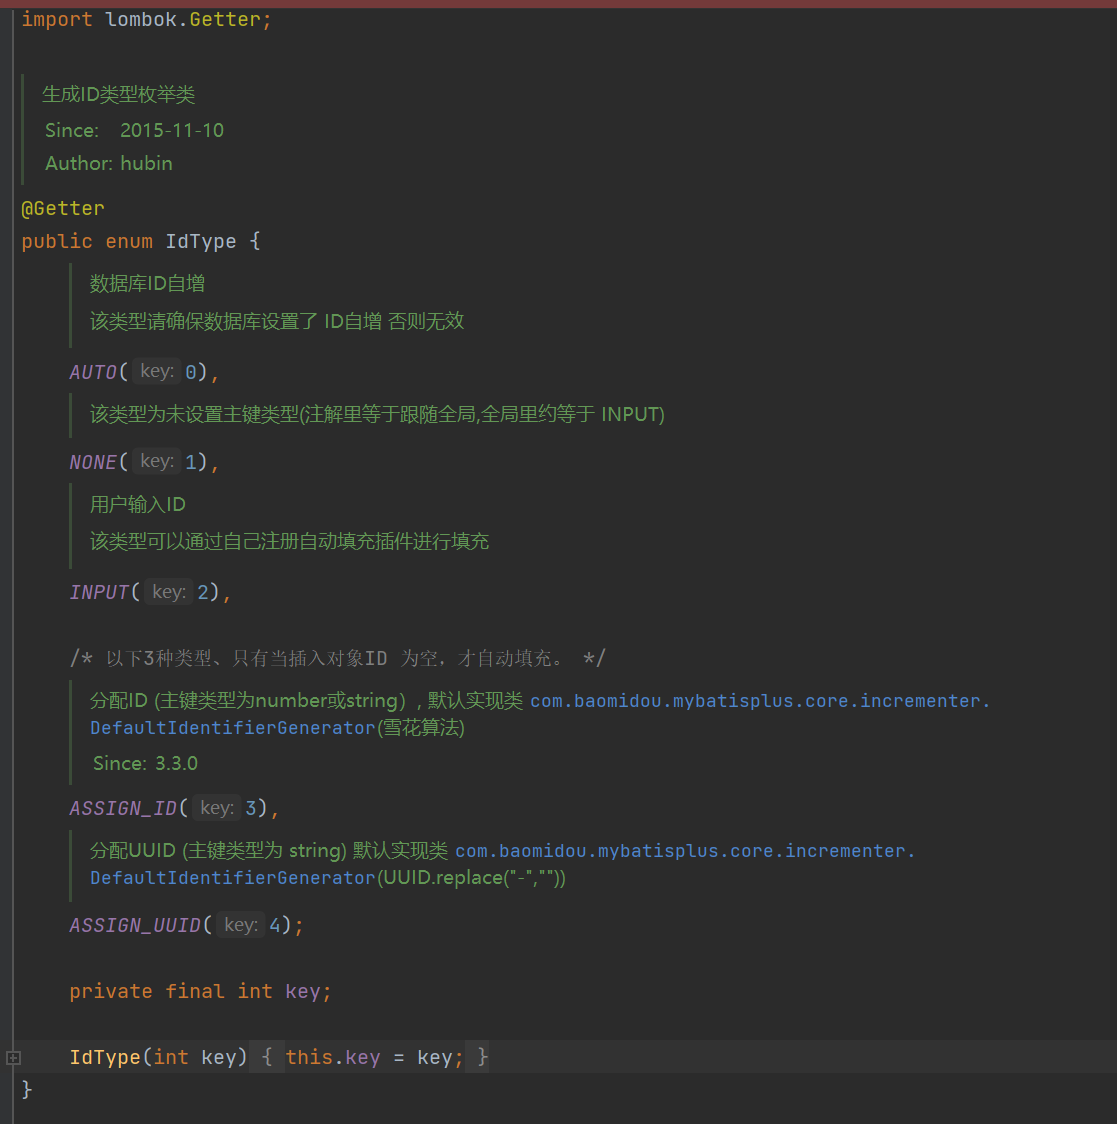 import lombok.Getter;
生成ID类型枚举类
Since: 2015-11-10
Author: hubin
@Getter
public enum IdType {
数据库ID自增
该类型请确保数据库设置了 ID自增 否则无效
AUTO( key: 0),
该类型为未设置主键类型(注解里等于跟随全局,全局里约等于 INPUT)
NONE( key: 1),
用户输入ID
该类型可以通过自己注册自动填充插件进行填充
INPUT( key: 2),
/* 以下3种类型、只有当插入对象ID 为空，才自动填充。 */
分配ID (主键类型为number或string）, 默认实现类 com.baomidou.mybatisplus.core.incrementer.
DefaultIdentifierGenerator(雪花算法)
Since: 3.3.0
ASSIGN_ID( key: 3),
分配UUID (主键类型为 string) 默认实现类 com.baomidou.mybatisplus.core.incrementer.
DefaultIdentifierGenerator(UUID.replace("-",""))
ASSIGN_UUID( key: 4);
private final int key;
IdType(int key) { this.key = key; }
}